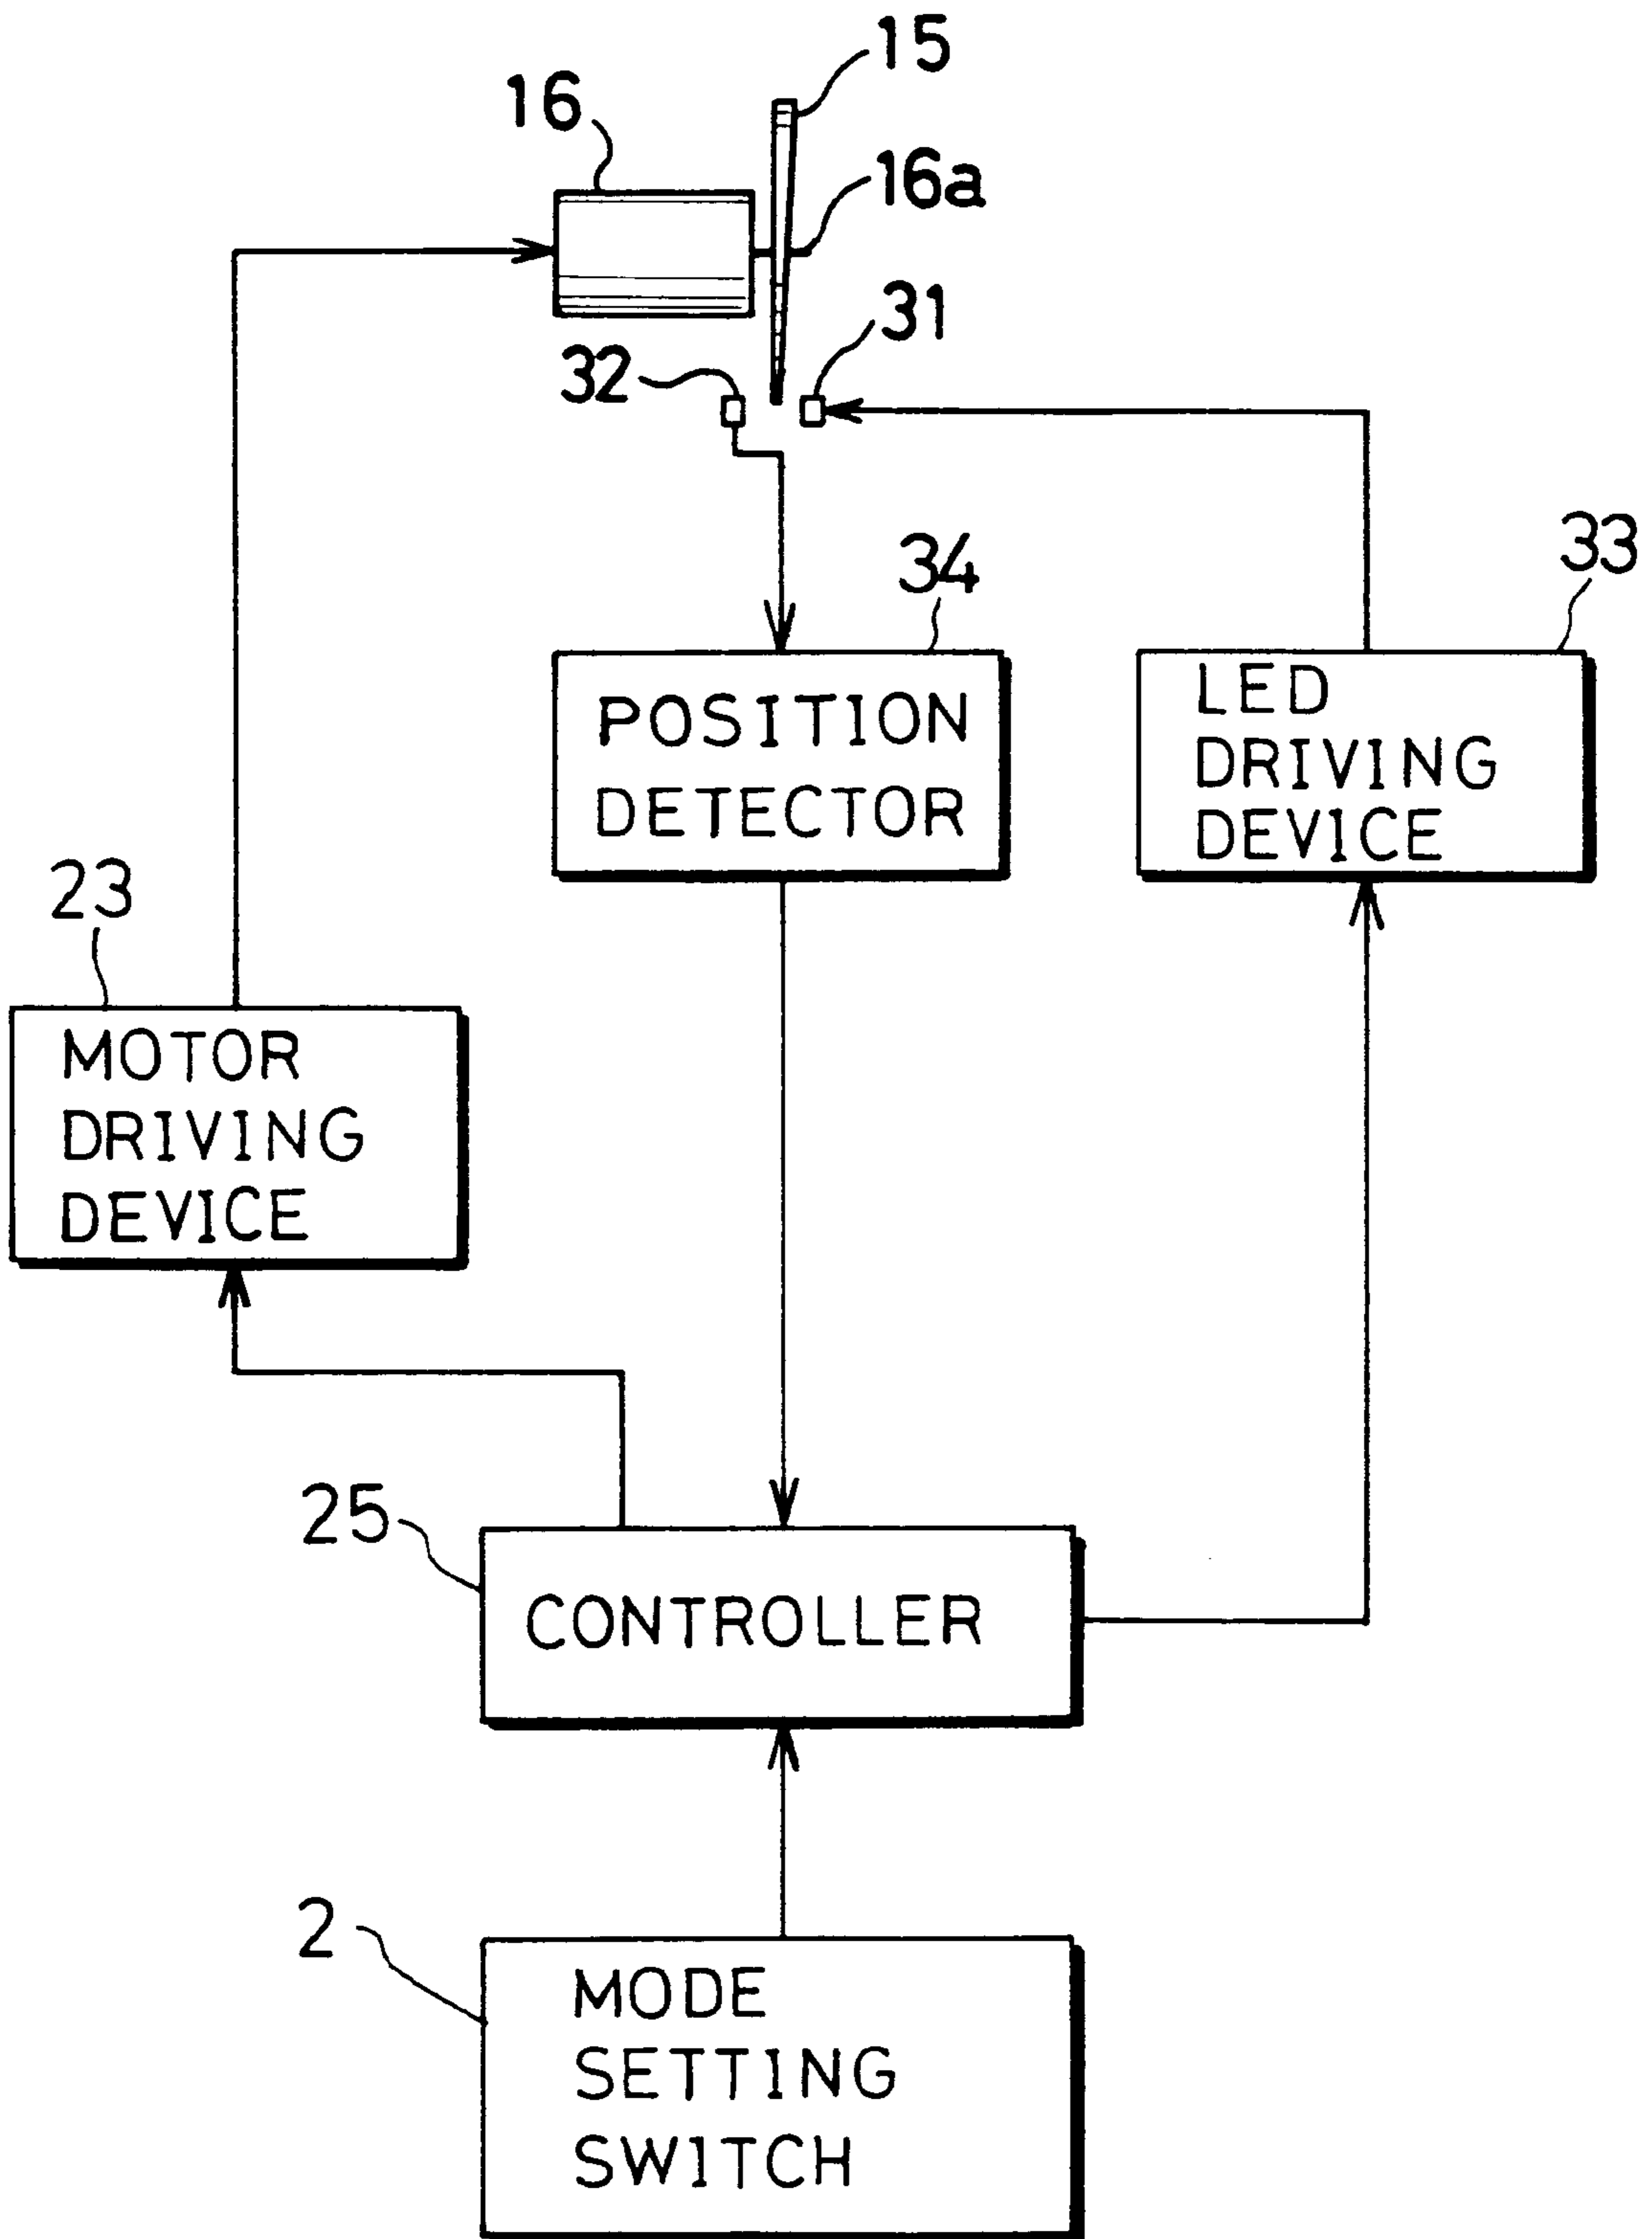 15
16
16a
31
32
34
33
POSITION
DETECTOR
LED
DRIVING
DEVICE
23
MOTOR
DRIVING
DEVICE
25
CONTROLLER
2
MODE
SETTING
SWITCH